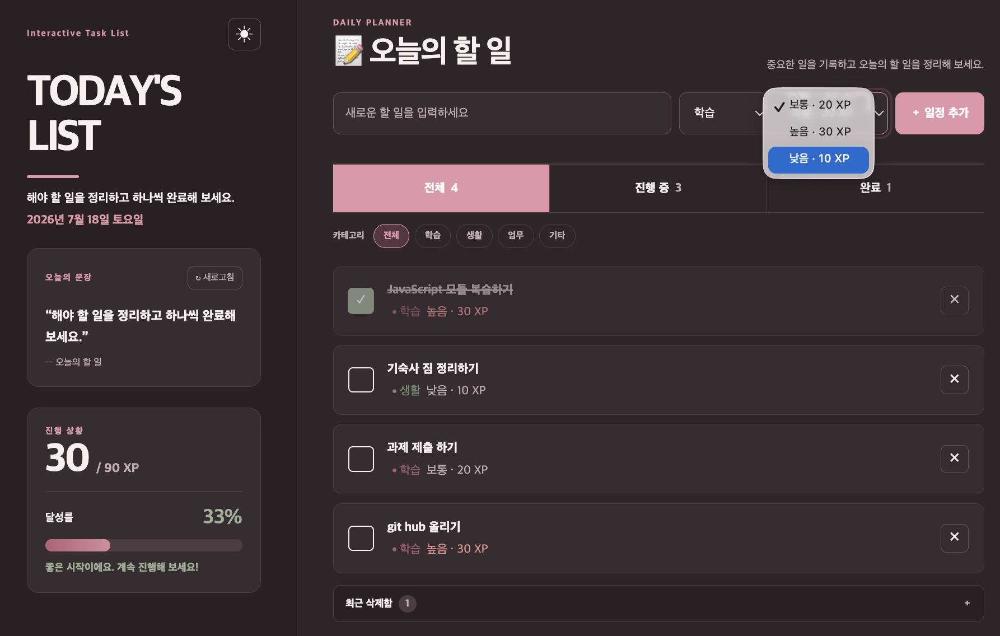 Interactive Task List
TODAY'S
LIST
해야 할 일을 정리하고 하나씩 완료해 보세요.
2026년 7월 18일 토요일
오늘의 문장
↻ 새로고침
“해야 할 일을 정리하고 하나씩 완료해
보세요.”
— 오늘의 할 일
진행 상황
30 / 90 XP
달성률
33%
좋은 시작이에요. 계속 진행해 보세요!
DAILY PLANNER
📝 오늘의 할 일
중요한 일을 기록하고 오늘의 할 일을 정리해 보세요.
새로운 할 일을 입력하세요
학습
✓ 보통 · 20 XP
높음 · 30 XP
낮음 · 10 XP
+ 일정 추가
전체 4
진행 중 3
완료 1
카테고리
전체
학습
생활
업무
기타
JavaScript 모듈 복습하기
• 학습 높음 · 30 XP
기숙사 짐 정리하기
• 생활 낮음 · 10 XP
과제 제출 하기
• 학습 보통 · 20 XP
git hub 올리기
• 학습 높음 · 30 XP
최근 삭제함 1
+